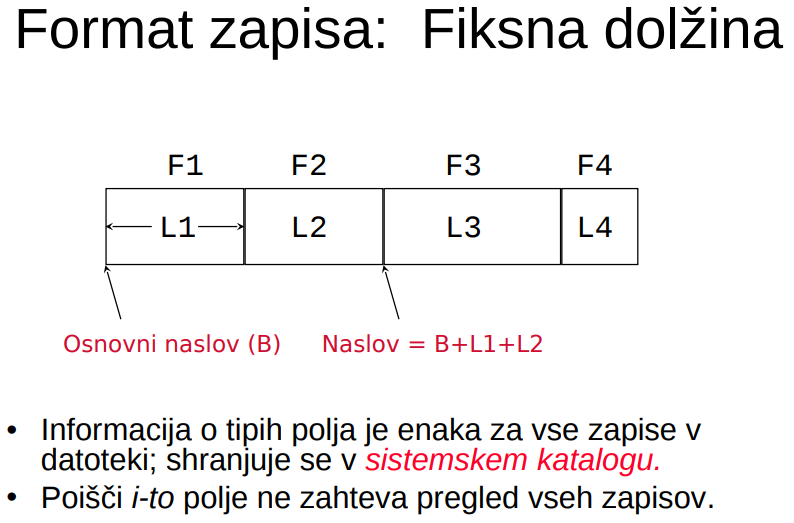 Format zapisa: Fiksna dolžina
F1 F2 F3 F4
L1 L2 L3 L4
Osnovni naslov (B) Naslov = B+L1+L2
• Informacija o tipih polja je enaka za vse zapise v
datoteki; shranjuje se v sistemskem katalogu.
• Poišči i-to polje ne zahteva pregled vseh zapisov.